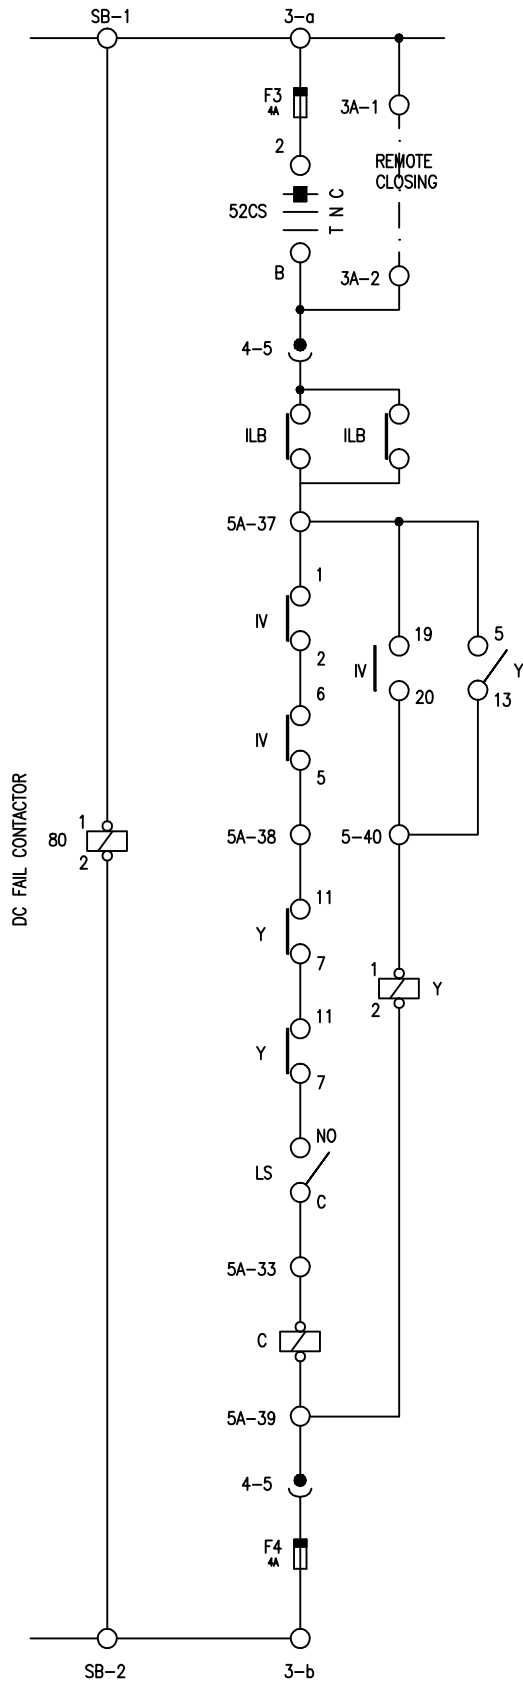 SB-1
3-a
F3
4A
3A-1
2
REMOTE
CLOSING
52CS
T N C
B
3A-2
4-5
ILB
ILB
5A-37
1
IV
2
19
IV
20
5
Y
13
6
IV
5
DC FAIL CONTACTOR
80
1
2
5A-38
5-40
11
Y
7
1
2
Y
11
Y
7
NO
LS
C
5A-33
C
5A-39
4-5
F4
4A
SB-2
3-b